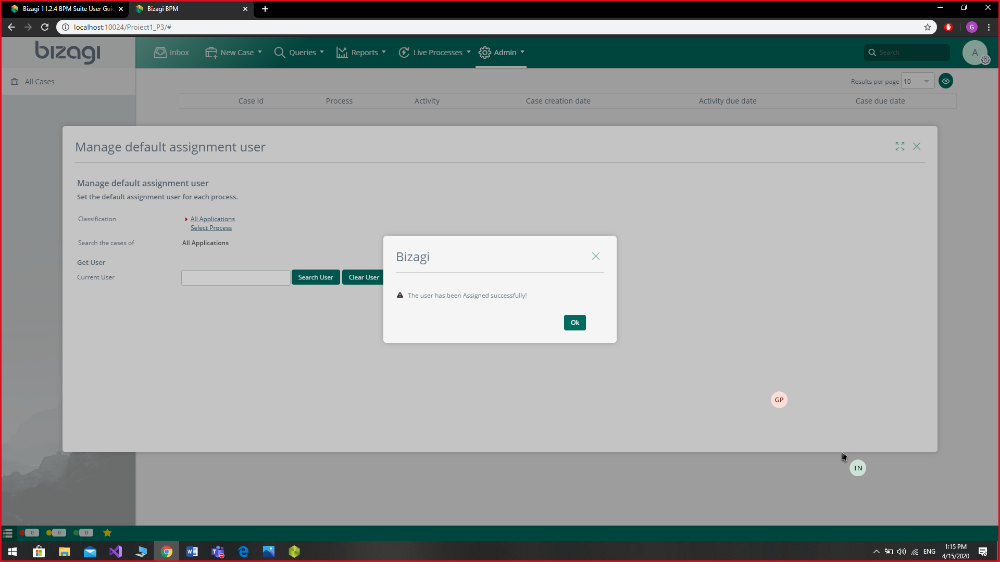 Bizagi 11.2.4 BPM Suite User Gui
Bizagi BPM
localhost:10024/Proiect1_P3/#
G
bizagi
Inbox
New Case
Queries
Reports
Live Processes
Admin
Search
A
All Cases
Results per page
10
Case Id
Process
Activity
Case creation date
Activity due date
Case due date
Manage default assignment user
Manage default assignment user
Set the default assignment user for each process.
Classification
All Applications
Select Process
Search the cases of
All Applications
Get User
Current User
Search User
Clear User
Bizagi
The user has been Assigned successfully!
Ok
GP
TN
0
0
0
ENG
1:15 PM
4/15/2020